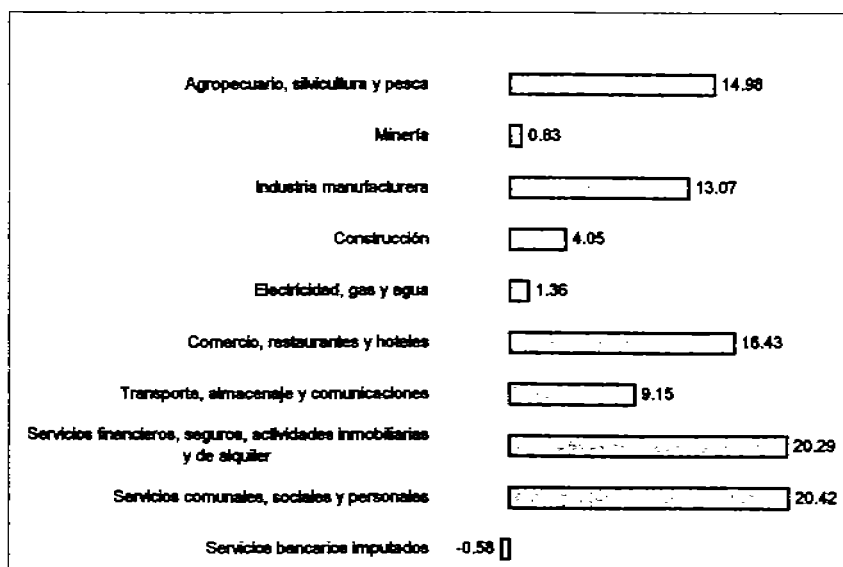 Agropecuario, silvicultura y pesca 14.98
Minería 0.83
Industria manufacturera 13.07
Construcción 4.05
Electricidad, gas y agua 1.36
Comercio, restaurantes y hoteles 16.43
Transporte, almacenaje y comunicaciones 9.15
Servicios financieros, seguros, actividades inmobiliarias
y de alquiler 20.29
Servicios comunales, sociales y personales 20.42
Servicios bancarios imputados -0.58